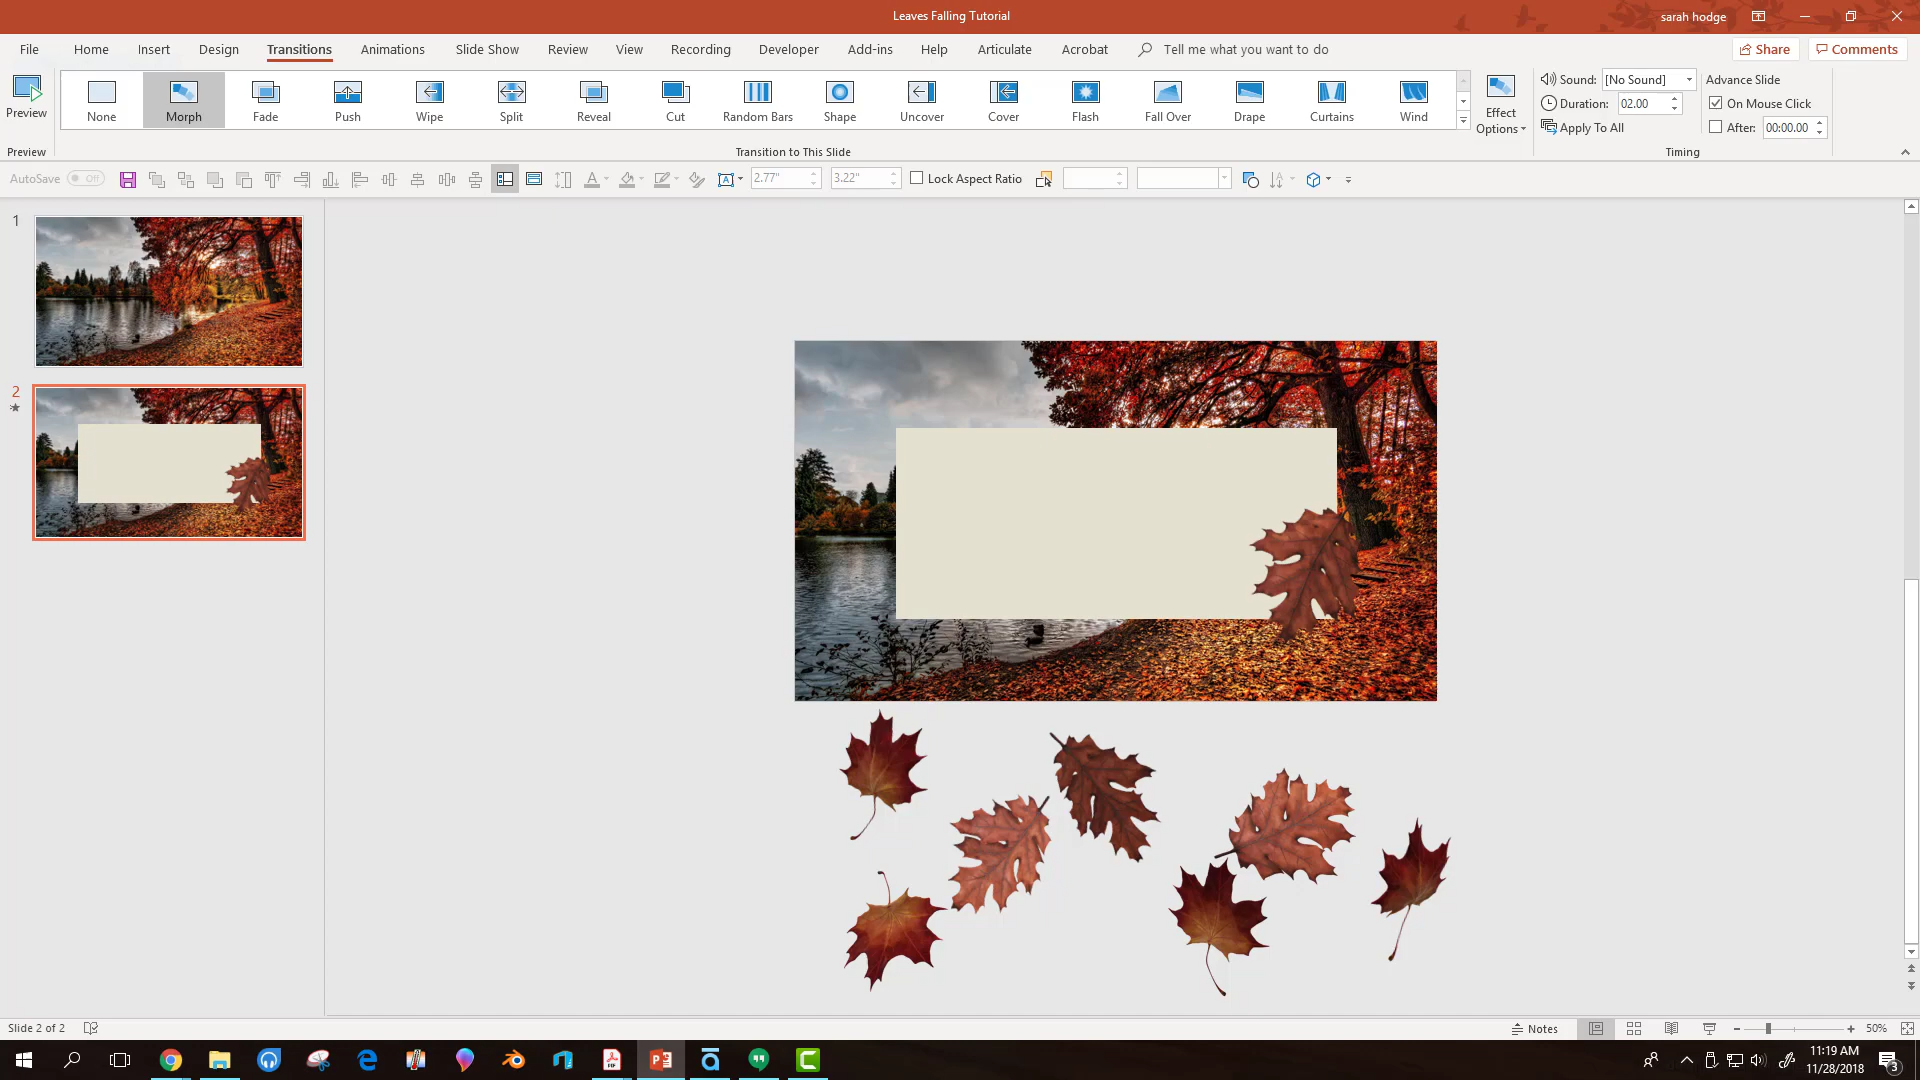 Leaves Falling Tutorial
sarah hodge
File Home Insert Design Transitions Animations Slide Show Review View Recording Developer Add-ins Help Articulate Acrobat Tell me what you want to do
Share Comments
Preview
None Morph Fade Push Wipe Split Reveal Cut Random Bars Shape Uncover Cover Flash Fall Over Drape Curtains Wind
Effect
Options
Sound: [No Sound]
Duration: 02.00
Apply To All
Advance Slide
On Mouse Click
After: 00:00.00
Preview
Transition to This Slide
Timing
AutoSave Off
2.77"
3.22"
Lock Aspect Ratio
1
2
Slide 2 of 2
Notes
50%
11:19 AM
11/28/2018
3